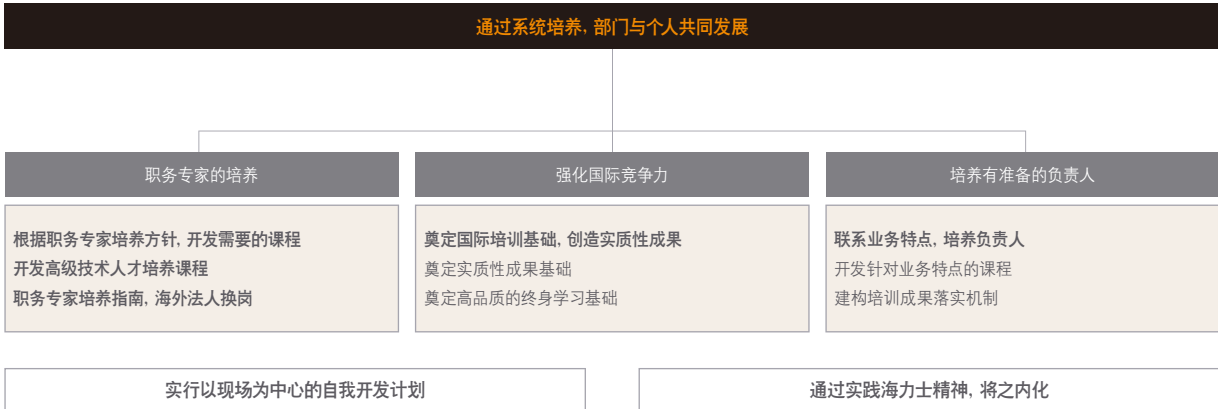 通过系统培养, 部门与个人共同发展
职务专家的培养
强化国际竞争力
培养有准备的负责人
根据职务专家培养方针, 开发需要的课程
开发高级技术人才培养课程
职务专家培养指南, 海外法人换岗
奠定国际培训基础, 创造实质性成果
奠定实质性成果基础
奠定高品质的终身学习基础
联系业务特点, 培养负责人
开发针对业务特点的课程
建构培训成果落实机制
实行以现场为中心的自我开发计划
通过实践海力士精神, 将之内化